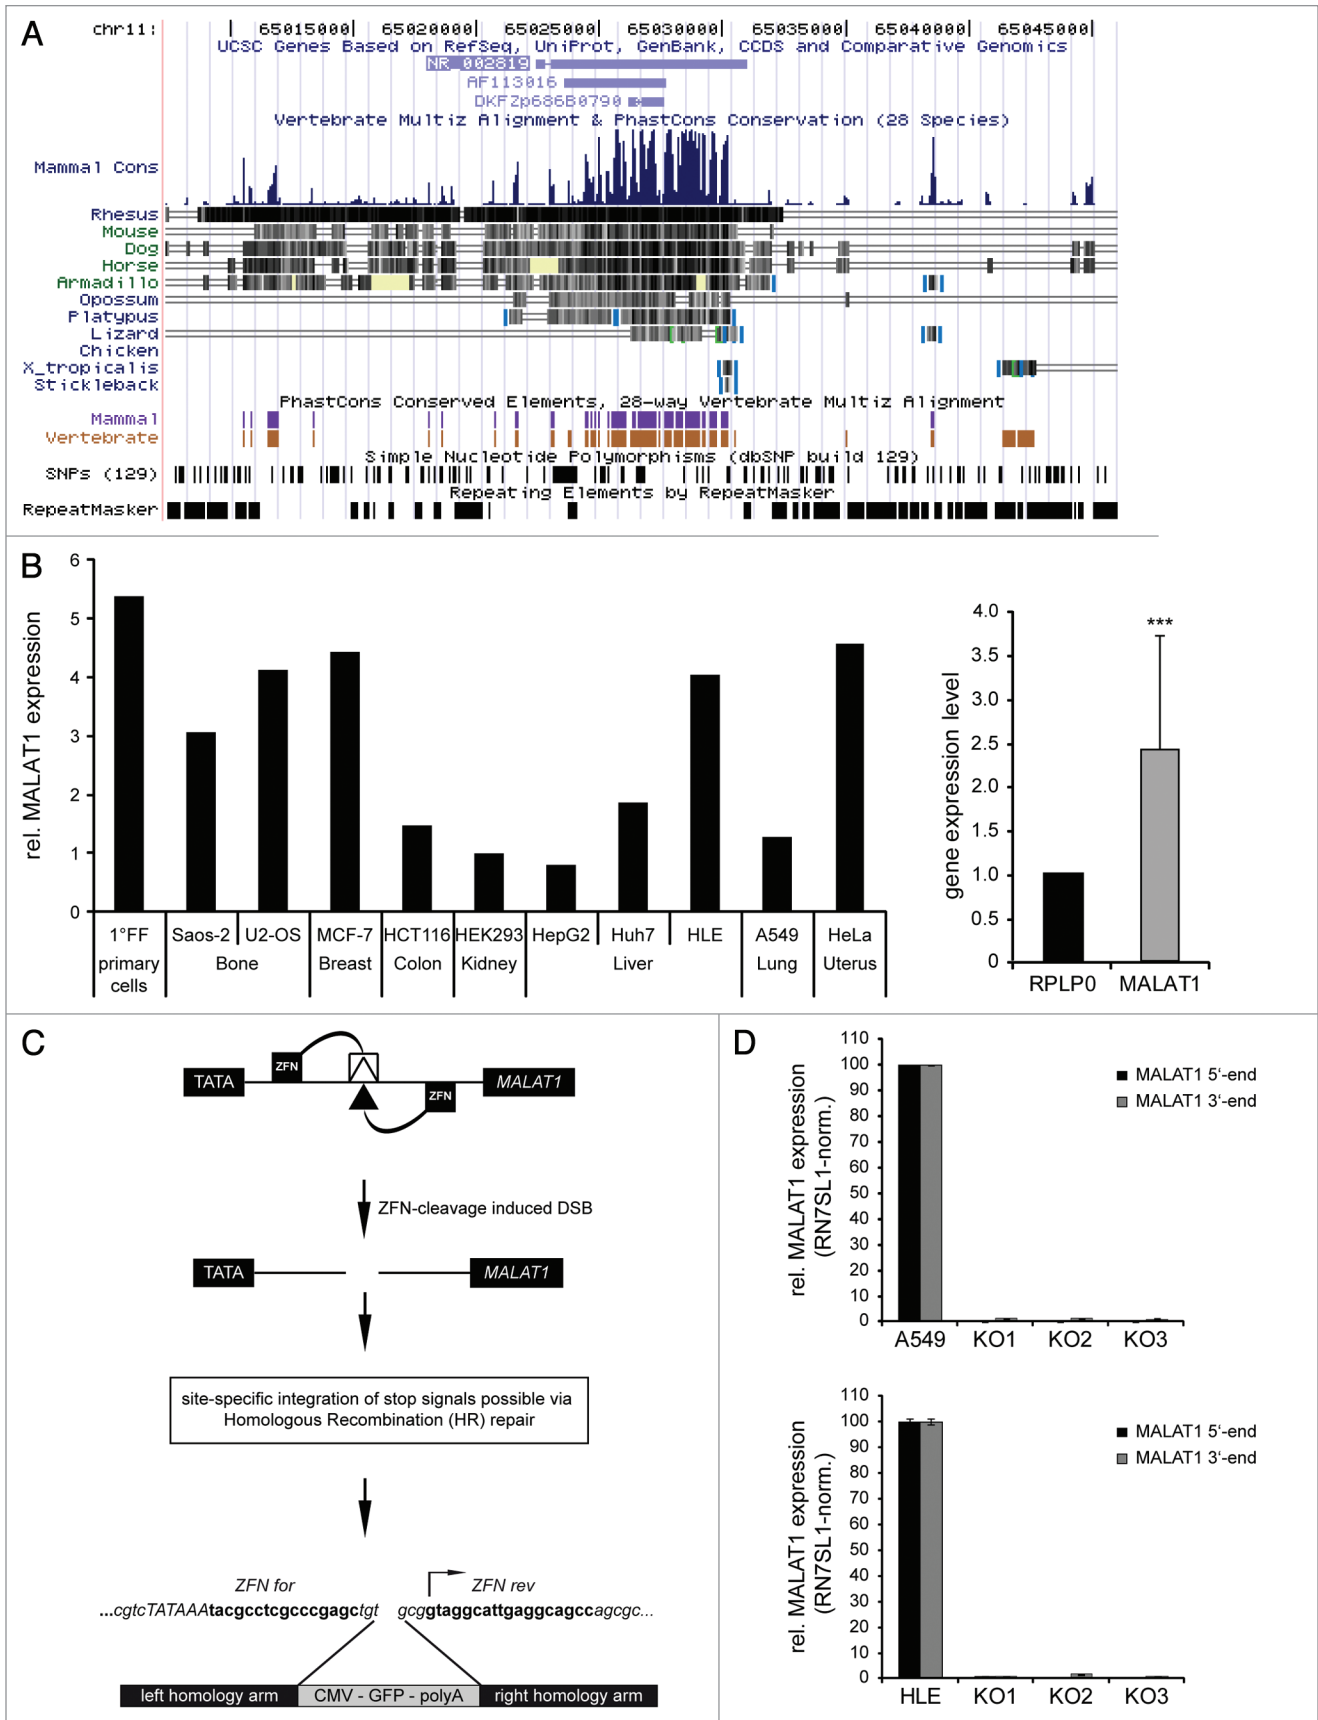 A
chr11: 65015000 65020000 65025000 65030000 65035000 65040000 65045000
UCSC Genes Based on RefSeq, UniProt, GenBank, CCDS and Comparative Genomics
NR_002819
AF113016
DKFZp686B0790
Vertebrate Multiz Alignment & PhastCons Conservation (28 Species)
Mammal Cons
Rhesus
Mouse
Dog
Horse
Armadillo
Opossum
Platypus
Lizard
Chicken
X_tropicalis
Stickleback
PhastCons Conserved Elements, 28-way Vertebrate Multiz Alignment
Mammal
Vertebrate
Simple Nucleotide Polymorphisms (dbSNP build 129)
SNPs (129)
Repeating Elements by RepeatMasker
RepeatMasker
B
rel. MALAT1 expression
6
5
4
3
2
1
0
1°FF Saos-2 U2-OS MCF-7 HCT116 HEK293 HepG2 Huh7 HLE A549 HeLa
primary cells Bone Breast Colon Kidney Liver Lung Uterus
gene expression level
4.0
3.5
3.0
2.5
2.0
1.5
1.0
0.5
0
***
RPLP0 MALAT1
C
ZFN
TATA MALAT1
ZFN
ZFN-cleavage induced DSB
TATA MALAT1
site-specific integration of stop signals possible via
Homologous Recombination (HR) repair
ZFN for ZFN rev
...cgtcTATAAAtacgcctcgcccgagctgt gcggtaggcattgaggcagccagcgc...
left homology arm CMV - GFP - polyA right homology arm
D
rel. MALAT1 expression
(RN7SL1-norm.)
110
100
90
80
70
60
50
40
30
20
10
0
MALAT1 5'-end
MALAT1 3'-end
A549 KO1 KO2 KO3
rel. MALAT1 expression
(RN7SL1-norm.)
110
100
90
80
70
60
50
40
30
20
10
0
MALAT1 5'-end
MALAT1 3'-end
HLE KO1 KO2 KO3